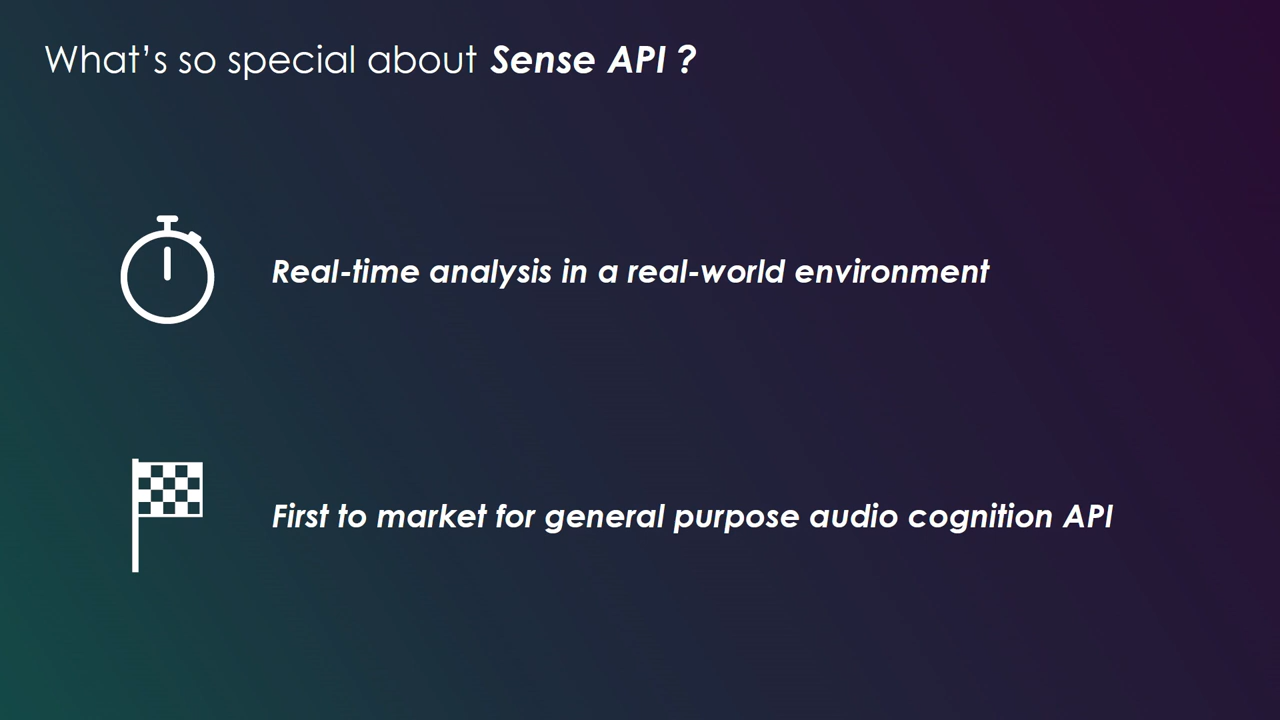 What’s so special about Sense API ?
Real-time analysis in a real-world environment
First to market for general purpose audio cognition API